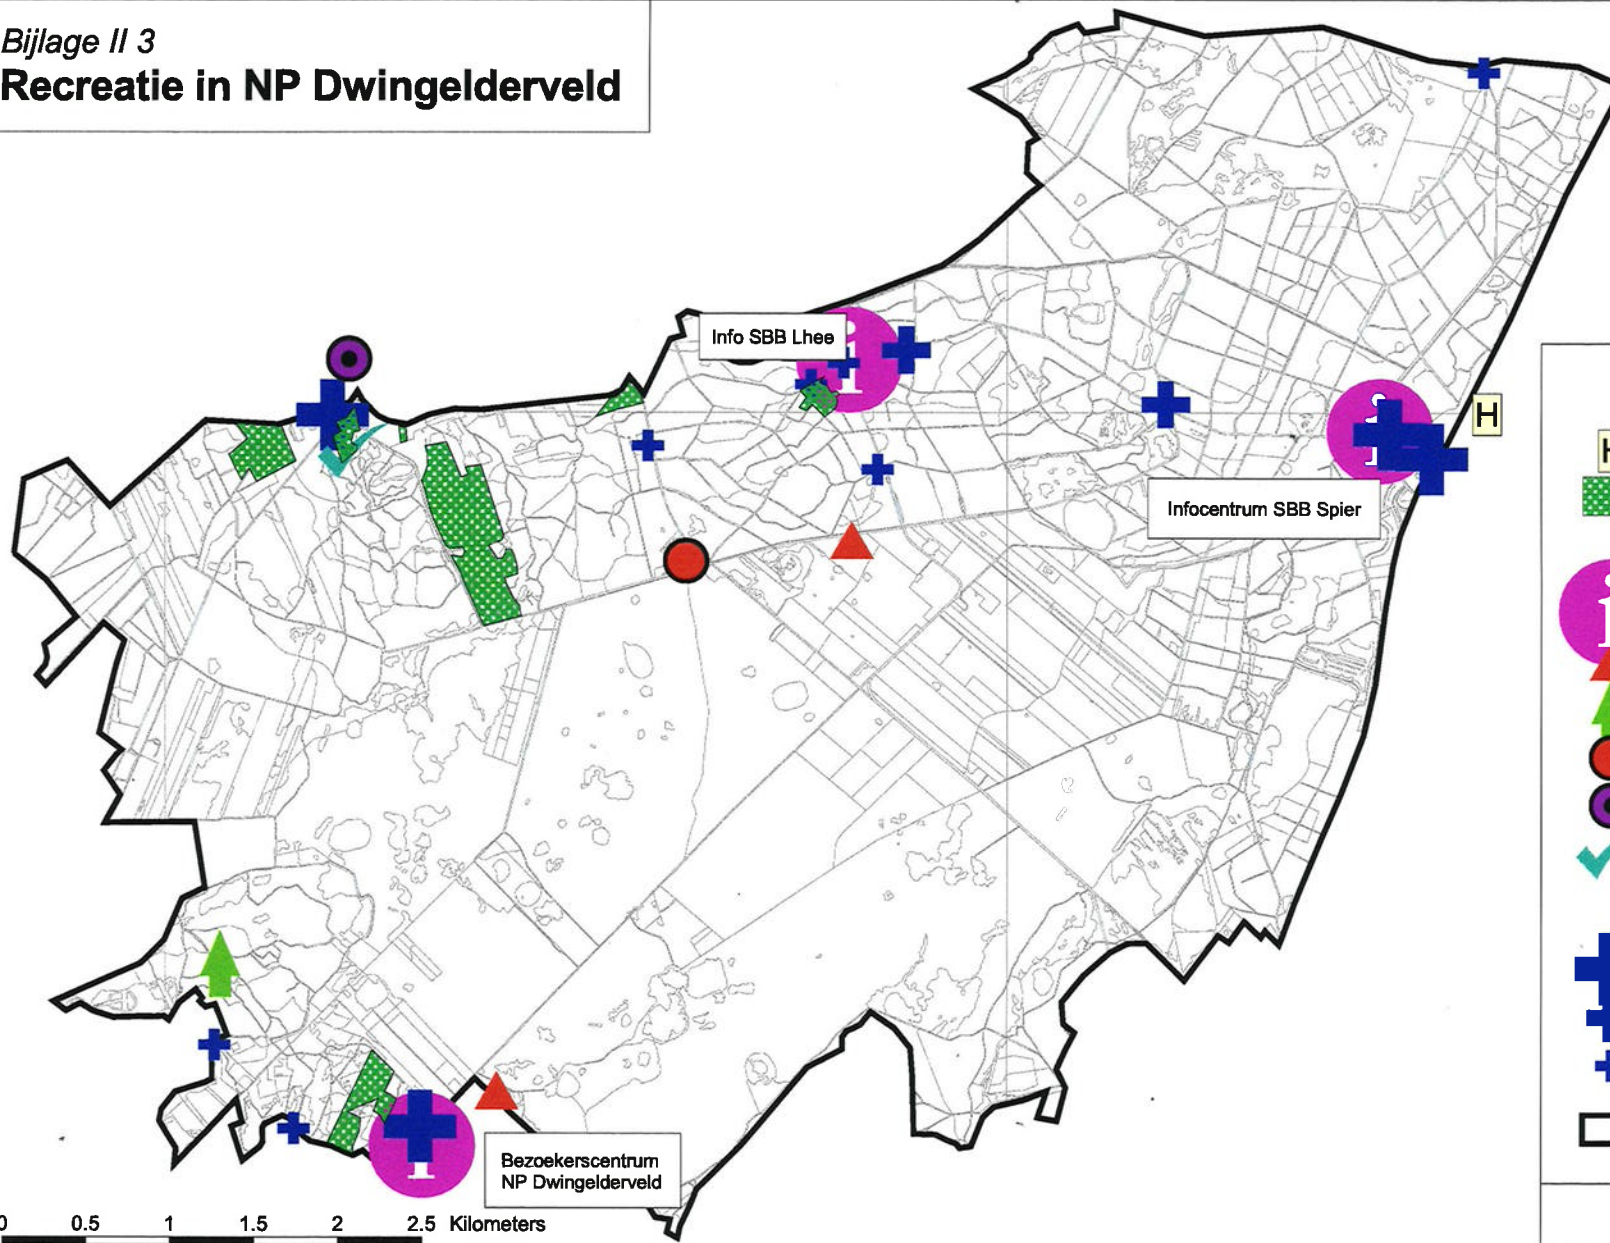 Bijlage II 3
Recreatie in NP Dwingelderveld
Info SBB Lhee
i
i
H
Infocentrum SBB Spier
H
i
Bezoekerscentrum
NP Dwingelderveld
i
0 0.5 1 1.5 2 2.5 Kilometers